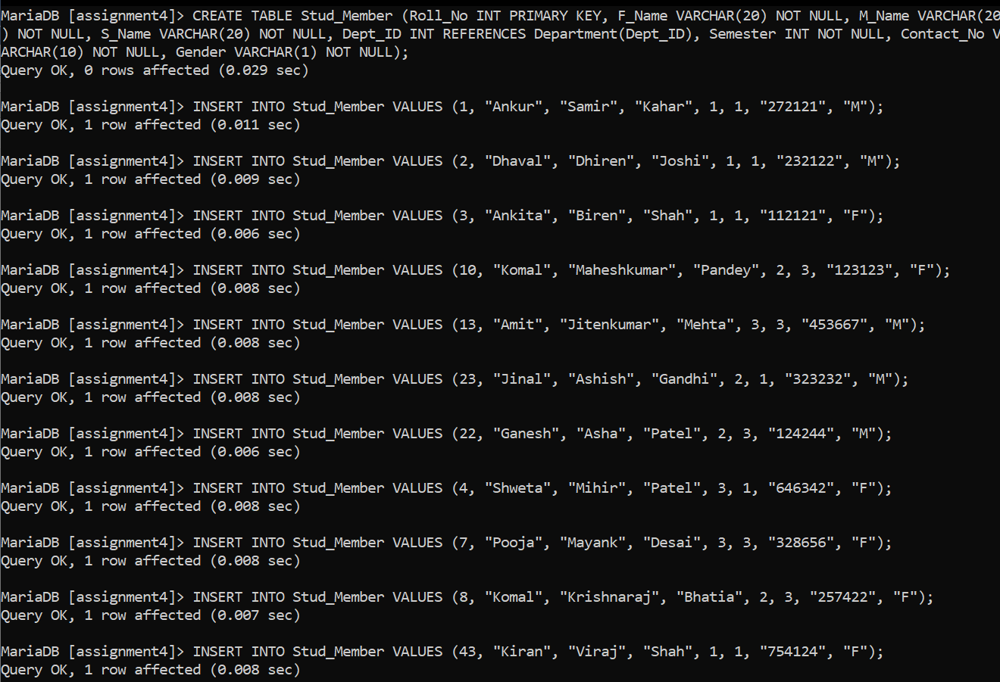 MariaDB [assignment4]> CREATE TABLE Stud_Member (Roll_No INT PRIMARY KEY, F_Name VARCHAR(20) NOT NULL, M_Name VARCHAR(20
) NOT NULL, S_Name VARCHAR(20) NOT NULL, Dept_ID INT REFERENCES Department(Dept_ID), Semester INT NOT NULL, Contact_No V
ARCHAR(10) NOT NULL, Gender VARCHAR(1) NOT NULL);
Query OK, 0 rows affected (0.029 sec)
MariaDB [assignment4]> INSERT INTO Stud_Member VALUES (1, "Ankur", "Samir", "Kahar", 1, 1, "272121", "M");
Query OK, 1 row affected (0.011 sec)
MariaDB [assignment4]> INSERT INTO Stud_Member VALUES (2, "Dhaval", "Dhiren", "Joshi", 1, 1, "232122", "M");
Query OK, 1 row affected (0.009 sec)
MariaDB [assignment4]> INSERT INTO Stud_Member VALUES (3, "Ankita", "Biren", "Shah", 1, 1, "112121", "F");
Query OK, 1 row affected (0.006 sec)
MariaDB [assignment4]> INSERT INTO Stud_Member VALUES (10, "Komal", "Maheshkumar", "Pandey", 2, 3, "123123", "F");
Query OK, 1 row affected (0.008 sec)
MariaDB [assignment4]> INSERT INTO Stud_Member VALUES (13, "Amit", "Jitenkumar", "Mehta", 3, 3, "453667", "M");
Query OK, 1 row affected (0.008 sec)
MariaDB [assignment4]> INSERT INTO Stud_Member VALUES (23, "Jinal", "Ashish", "Gandhi", 2, 1, "323232", "M");
Query OK, 1 row affected (0.008 sec)
MariaDB [assignment4]> INSERT INTO Stud_Member VALUES (22, "Ganesh", "Asha", "Patel", 2, 3, "124244", "M");
Query OK, 1 row affected (0.006 sec)
MariaDB [assignment4]> INSERT INTO Stud_Member VALUES (4, "Shweta", "Mihir", "Patel", 3, 1, "646342", "F");
Query OK, 1 row affected (0.008 sec)
MariaDB [assignment4]> INSERT INTO Stud_Member VALUES (7, "Pooja", "Mayank", "Desai", 3, 3, "328656", "F");
Query OK, 1 row affected (0.008 sec)
MariaDB [assignment4]> INSERT INTO Stud_Member VALUES (8, "Komal", "Krishnaraj", "Bhatia", 2, 3, "257422", "F");
Query OK, 1 row affected (0.007 sec)
MariaDB [assignment4]> INSERT INTO Stud_Member VALUES (43, "Kiran", "Viraj", "Shah", 1, 1, "754124", "F");
Query OK, 1 row affected (0.008 sec)